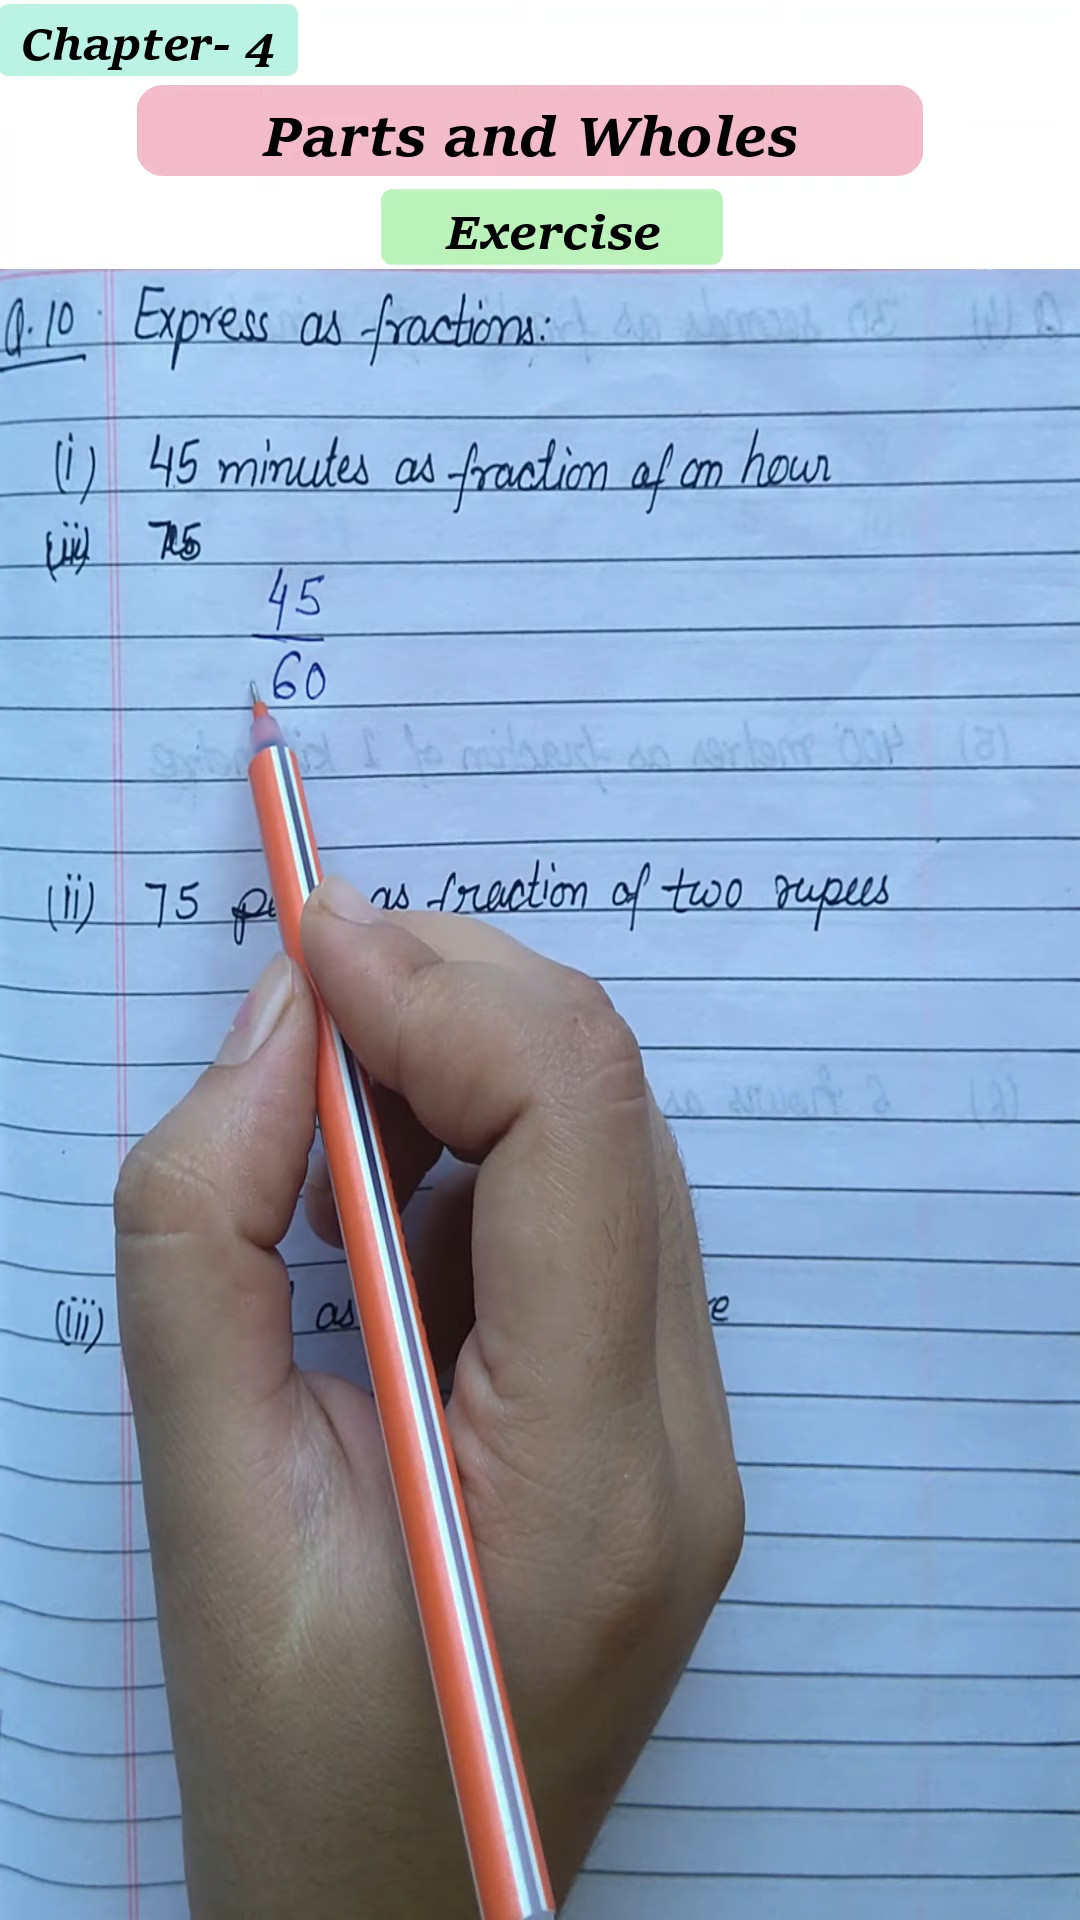 Chapter- 4
Parts and Wholes
Exercise
Q.10 Express as fractions:
(i) 45 minutes as fraction of an hour
(iii) 75
45
60
(ii) 75 as fraction of two rupees
(iii) as